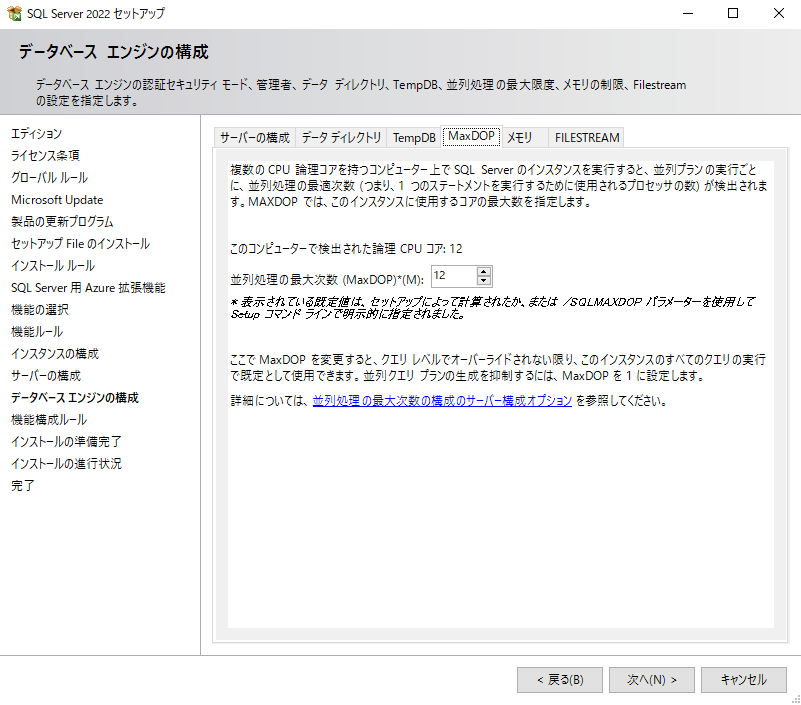 SQL Server 2022 セットアップ
データベース エンジンの構成
データベース エンジンの認証セキュリティ モード、管理者、データ ディレクトリ、TempDB、並列処理の最大限度、メモリの制限、Filestream
の設定を指定します。
エディション
ライセンス条項
グローバル ルール
Microsoft Update
製品の更新プログラム
セットアップ File のインストール
インストール ルール
SQL Server 用 Azure 拡張機能
機能の選択
機能ルール
インスタンスの構成
サーバーの構成
データベース エンジンの構成
機能構成ルール
インストールの準備完了
インストールの進行状況
完了
サーバーの構成 データ ディレクトリ TempDB MaxDOP メモリ FILESTREAM
複数の CPU 論理コアを持つコンピューター上で SQL Server のインスタンスを実行すると、並列プランの実行ごと
に、並列処理の最適次数 (つまり、1 つのステートメントを実行するために使用されるプロセッサの数) が検出されま
す。MAXDOP では、このインスタンスに使用するコアの最大数を指定します。
このコンピューターで検出された論理 CPU コア: 12
並列処理の最大次数 (MaxDOP)*(M): 12
* 表示されている既定値は、セットアップによって計算されたか、または /SQLMAXDOP パラメーターを使用して
Setup コマンド ラインで明示的に指定されました。
ここで MaxDOP を変更すると、クエリ レベルでオーバーライドされない限り、このインスタンスのすべてのクエリの実行
で既定として使用できます。並列クエリ プランの生成を抑制するには、MaxDOP を 1 に設定します。
詳細については、並列処理の最大次数の構成のサーバー構成オプション を参照してください。
< 戻る(B) 次へ(N) > キャンセル